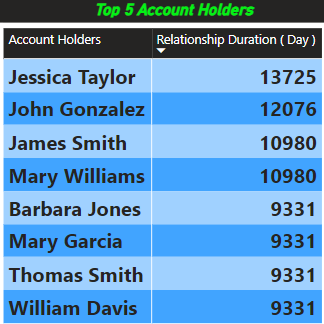 Top 5 Account Holders
Account Holders Relationship Duration ( Day )
Jessica Taylor 13725
John Gonzalez 12076
James Smith 10980
Mary Williams 10980
Barbara Jones 9331
Mary Garcia 9331
Thomas Smith 9331
William Davis 9331